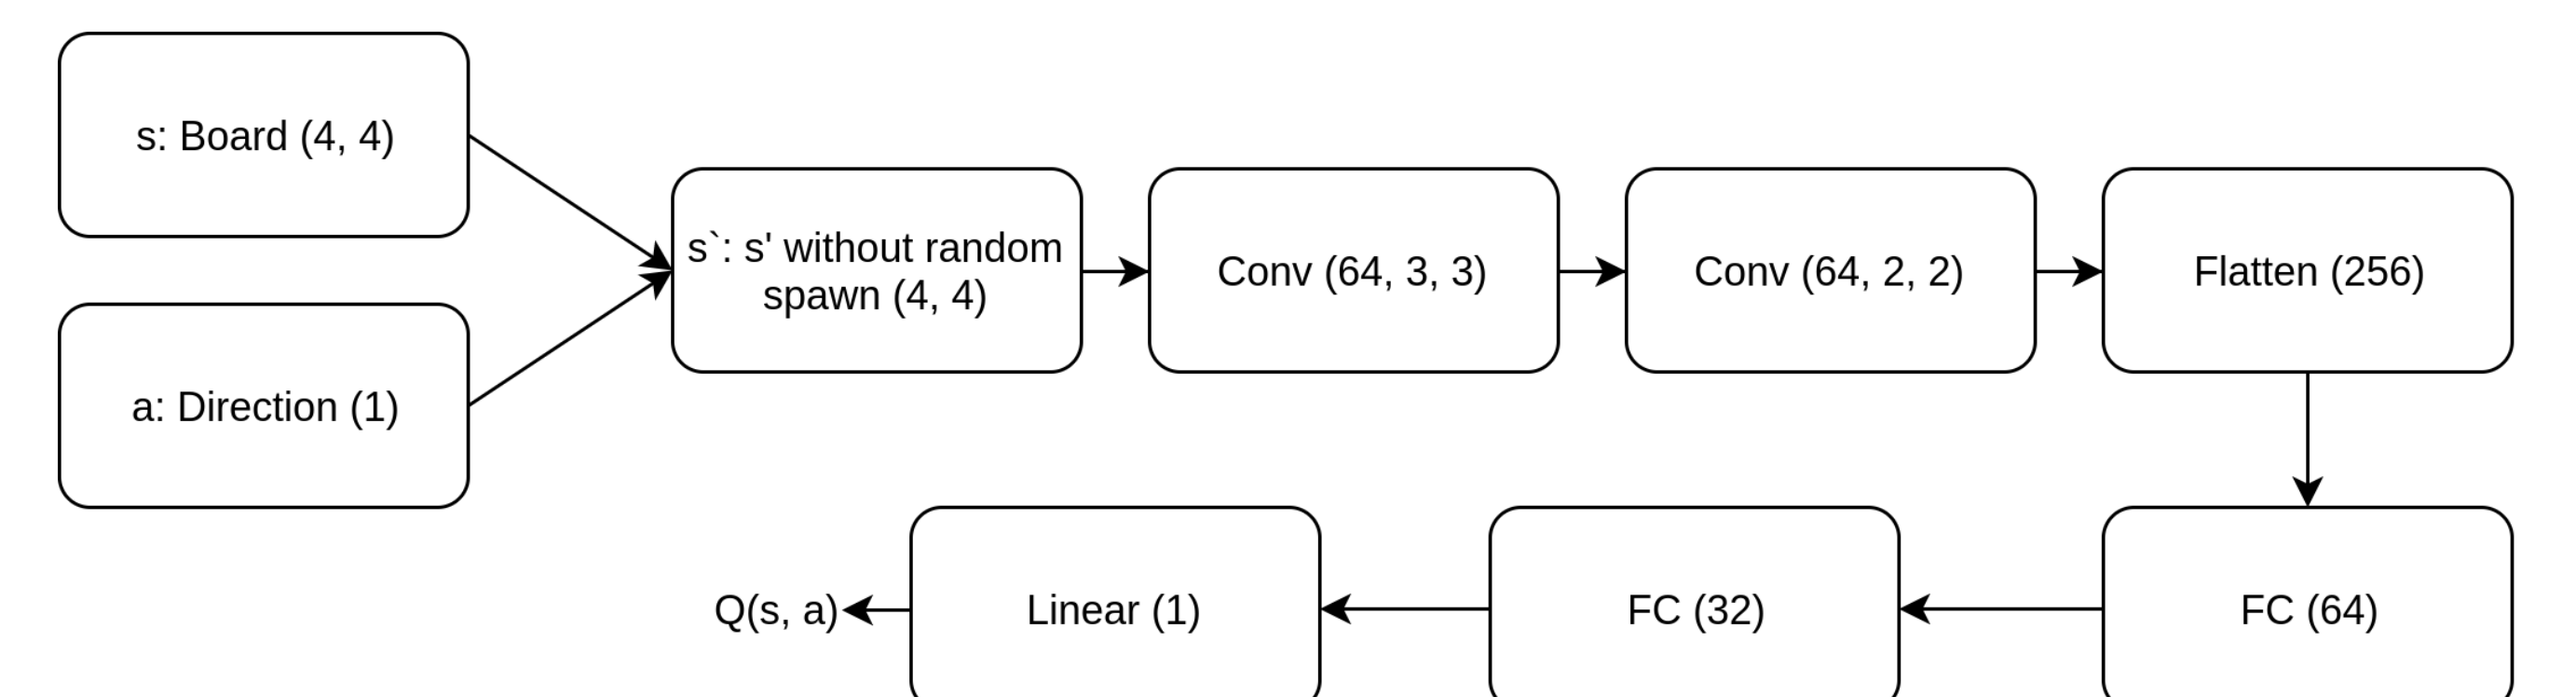 s: Board (4, 4)
a: Direction (1)
s`: s' without random
spawn (4, 4)
Conv (64, 3, 3)
Conv (64, 2, 2)
Flatten (256)
FC (64)
FC (32)
Linear (1)
Q(s, a)